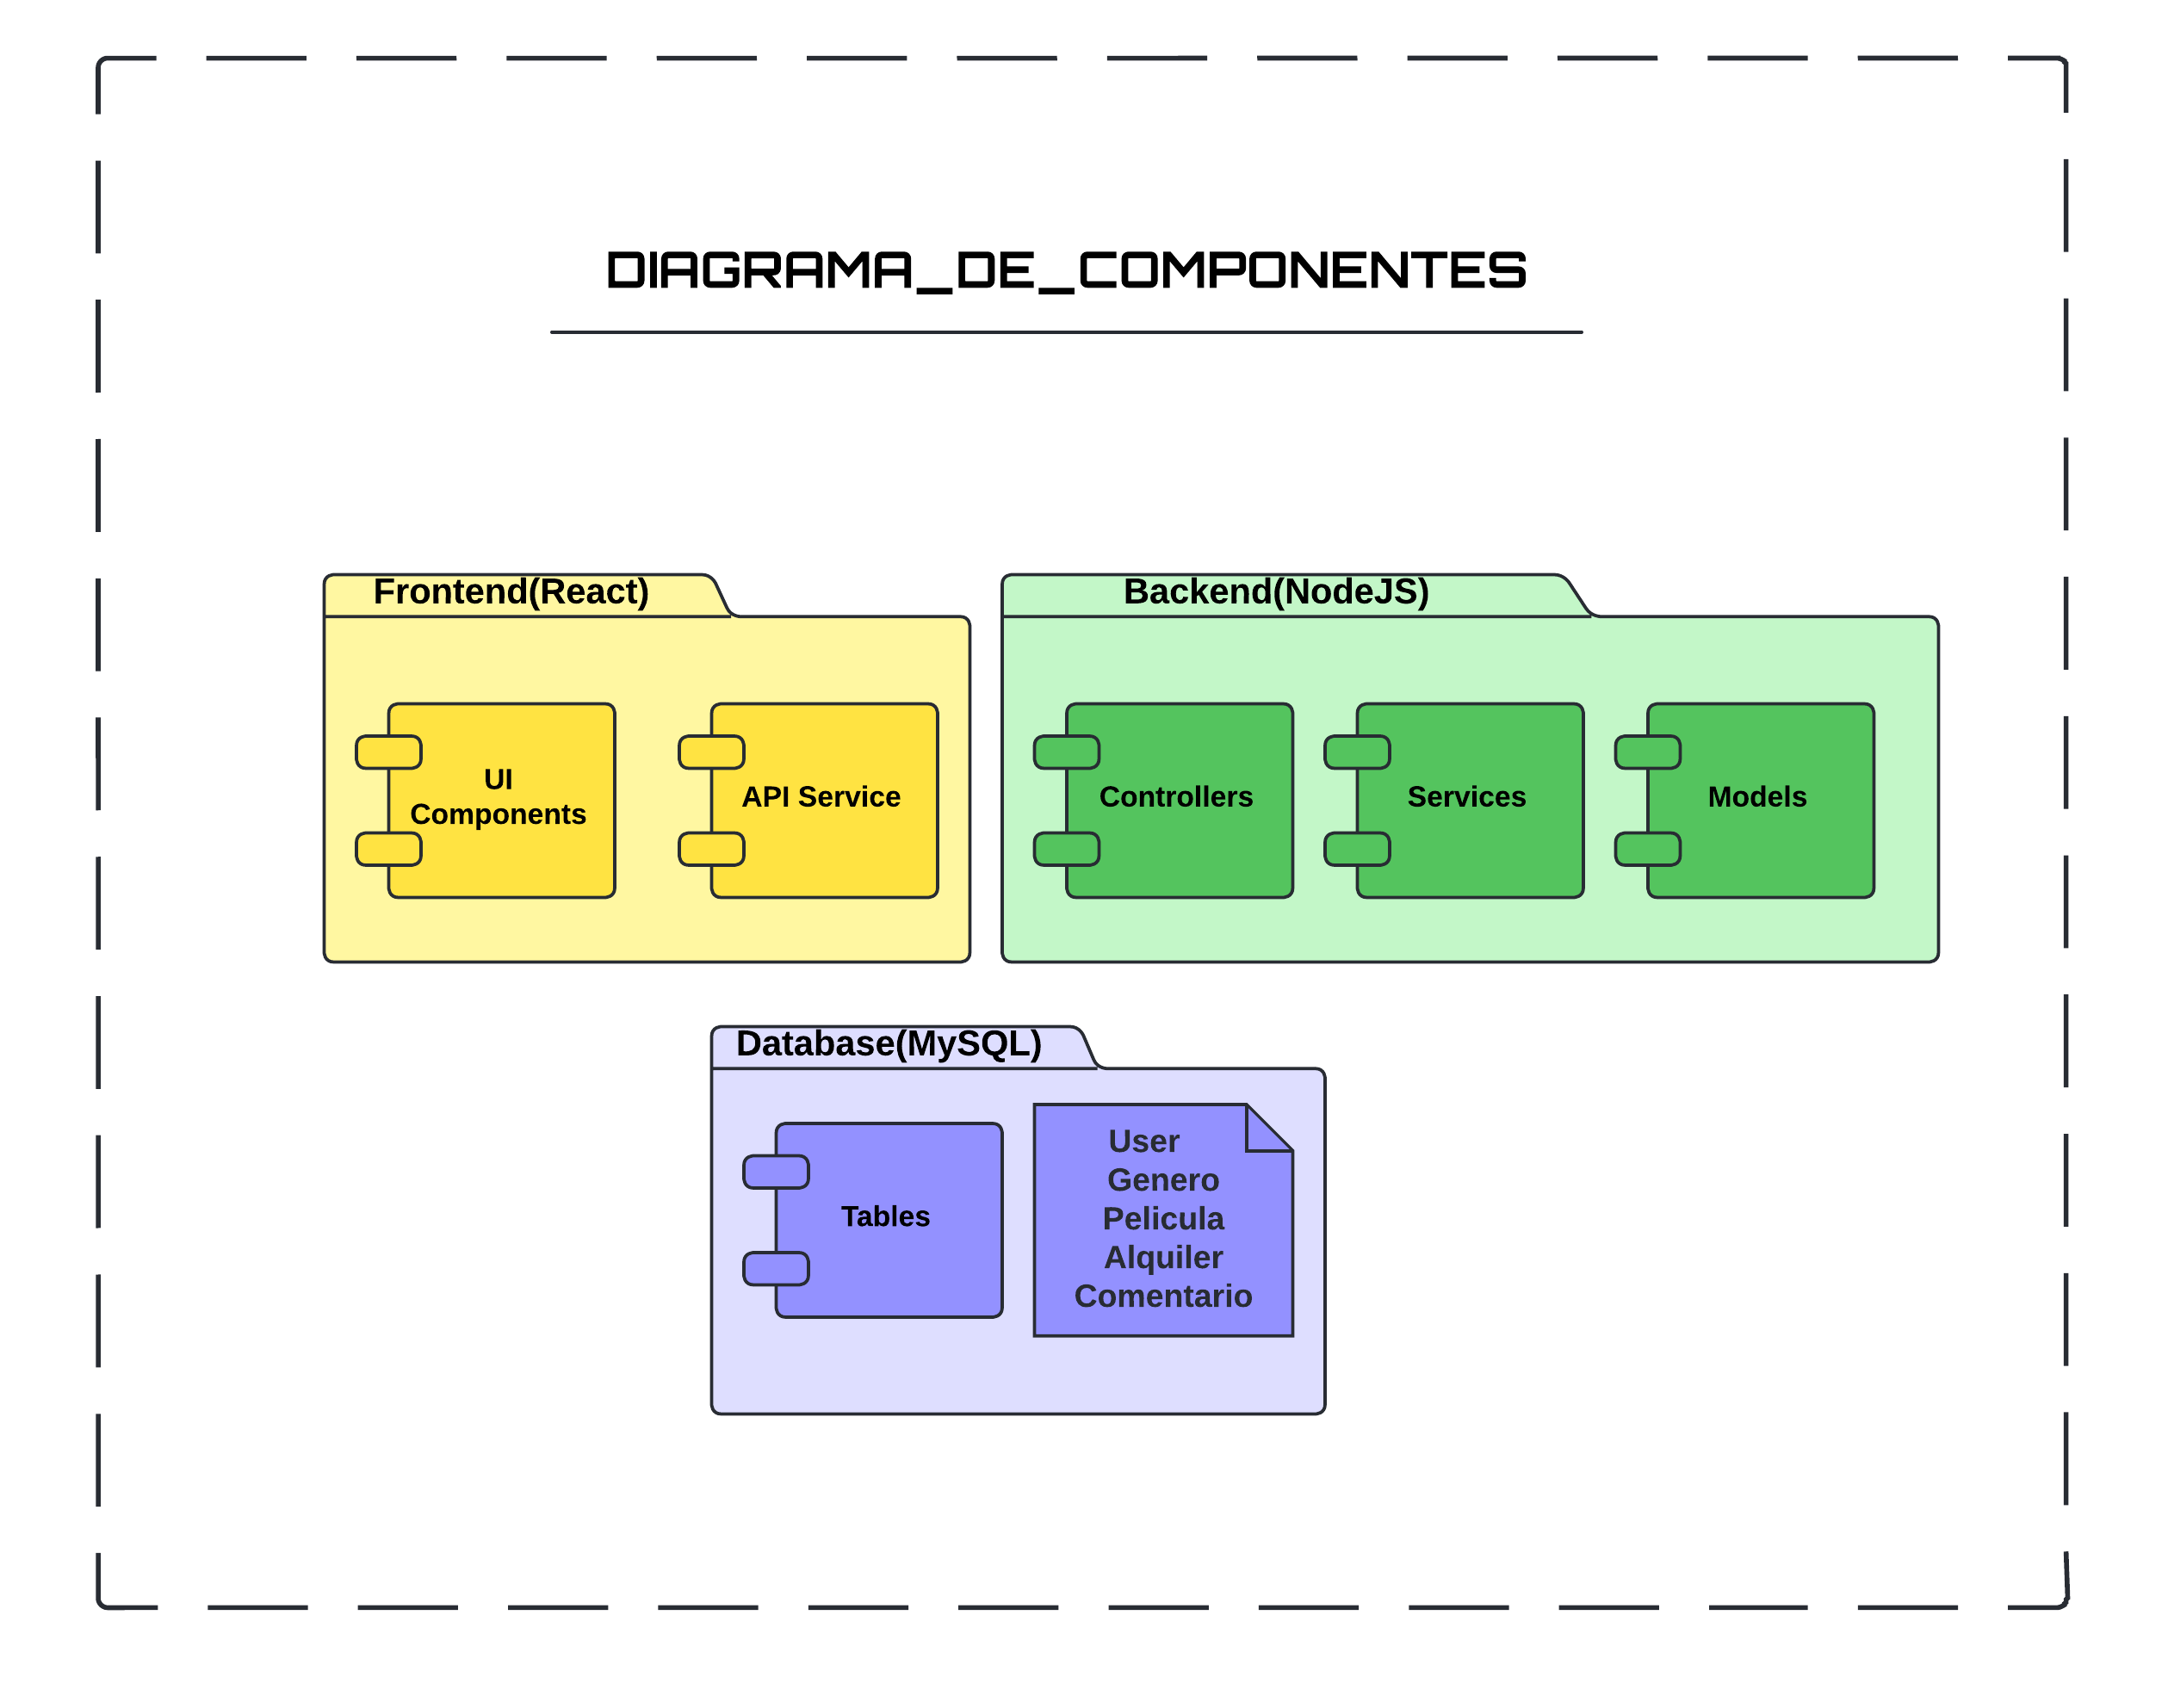 DIAGRAMA_DE_COMPONENTES
Frontend(React)
UI
Components
API Service
Backend(NodeJS)
Controllers
Services
Models
Database(MySQL)
Tables
User
Genero
Pelicula
Alquiler
Comentario